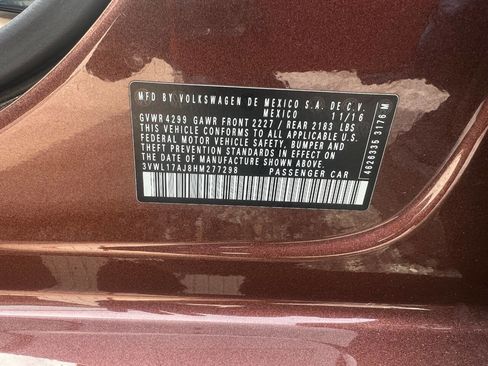 MFD BY VOLKSWAGEN DE MEXICO S.A. DE C.V.
MEXICO 11/16
GVWR 4299 GAWR FRONT 2227 / REAR 2183 LBS
THIS VEHICLE CONFORMS TO ALL APPLICABLE U.S.
FEDERAL MOTOR VEHICLE SAFETY, BUMPER AND
THEFT PREVENTION STANDARDS IN EFFECT ON THE
DATE OF MANUFACTURE SHOWN ABOVE
3VWL17AJ8HM277298 PASSENGER CAR
4626335 3176 M